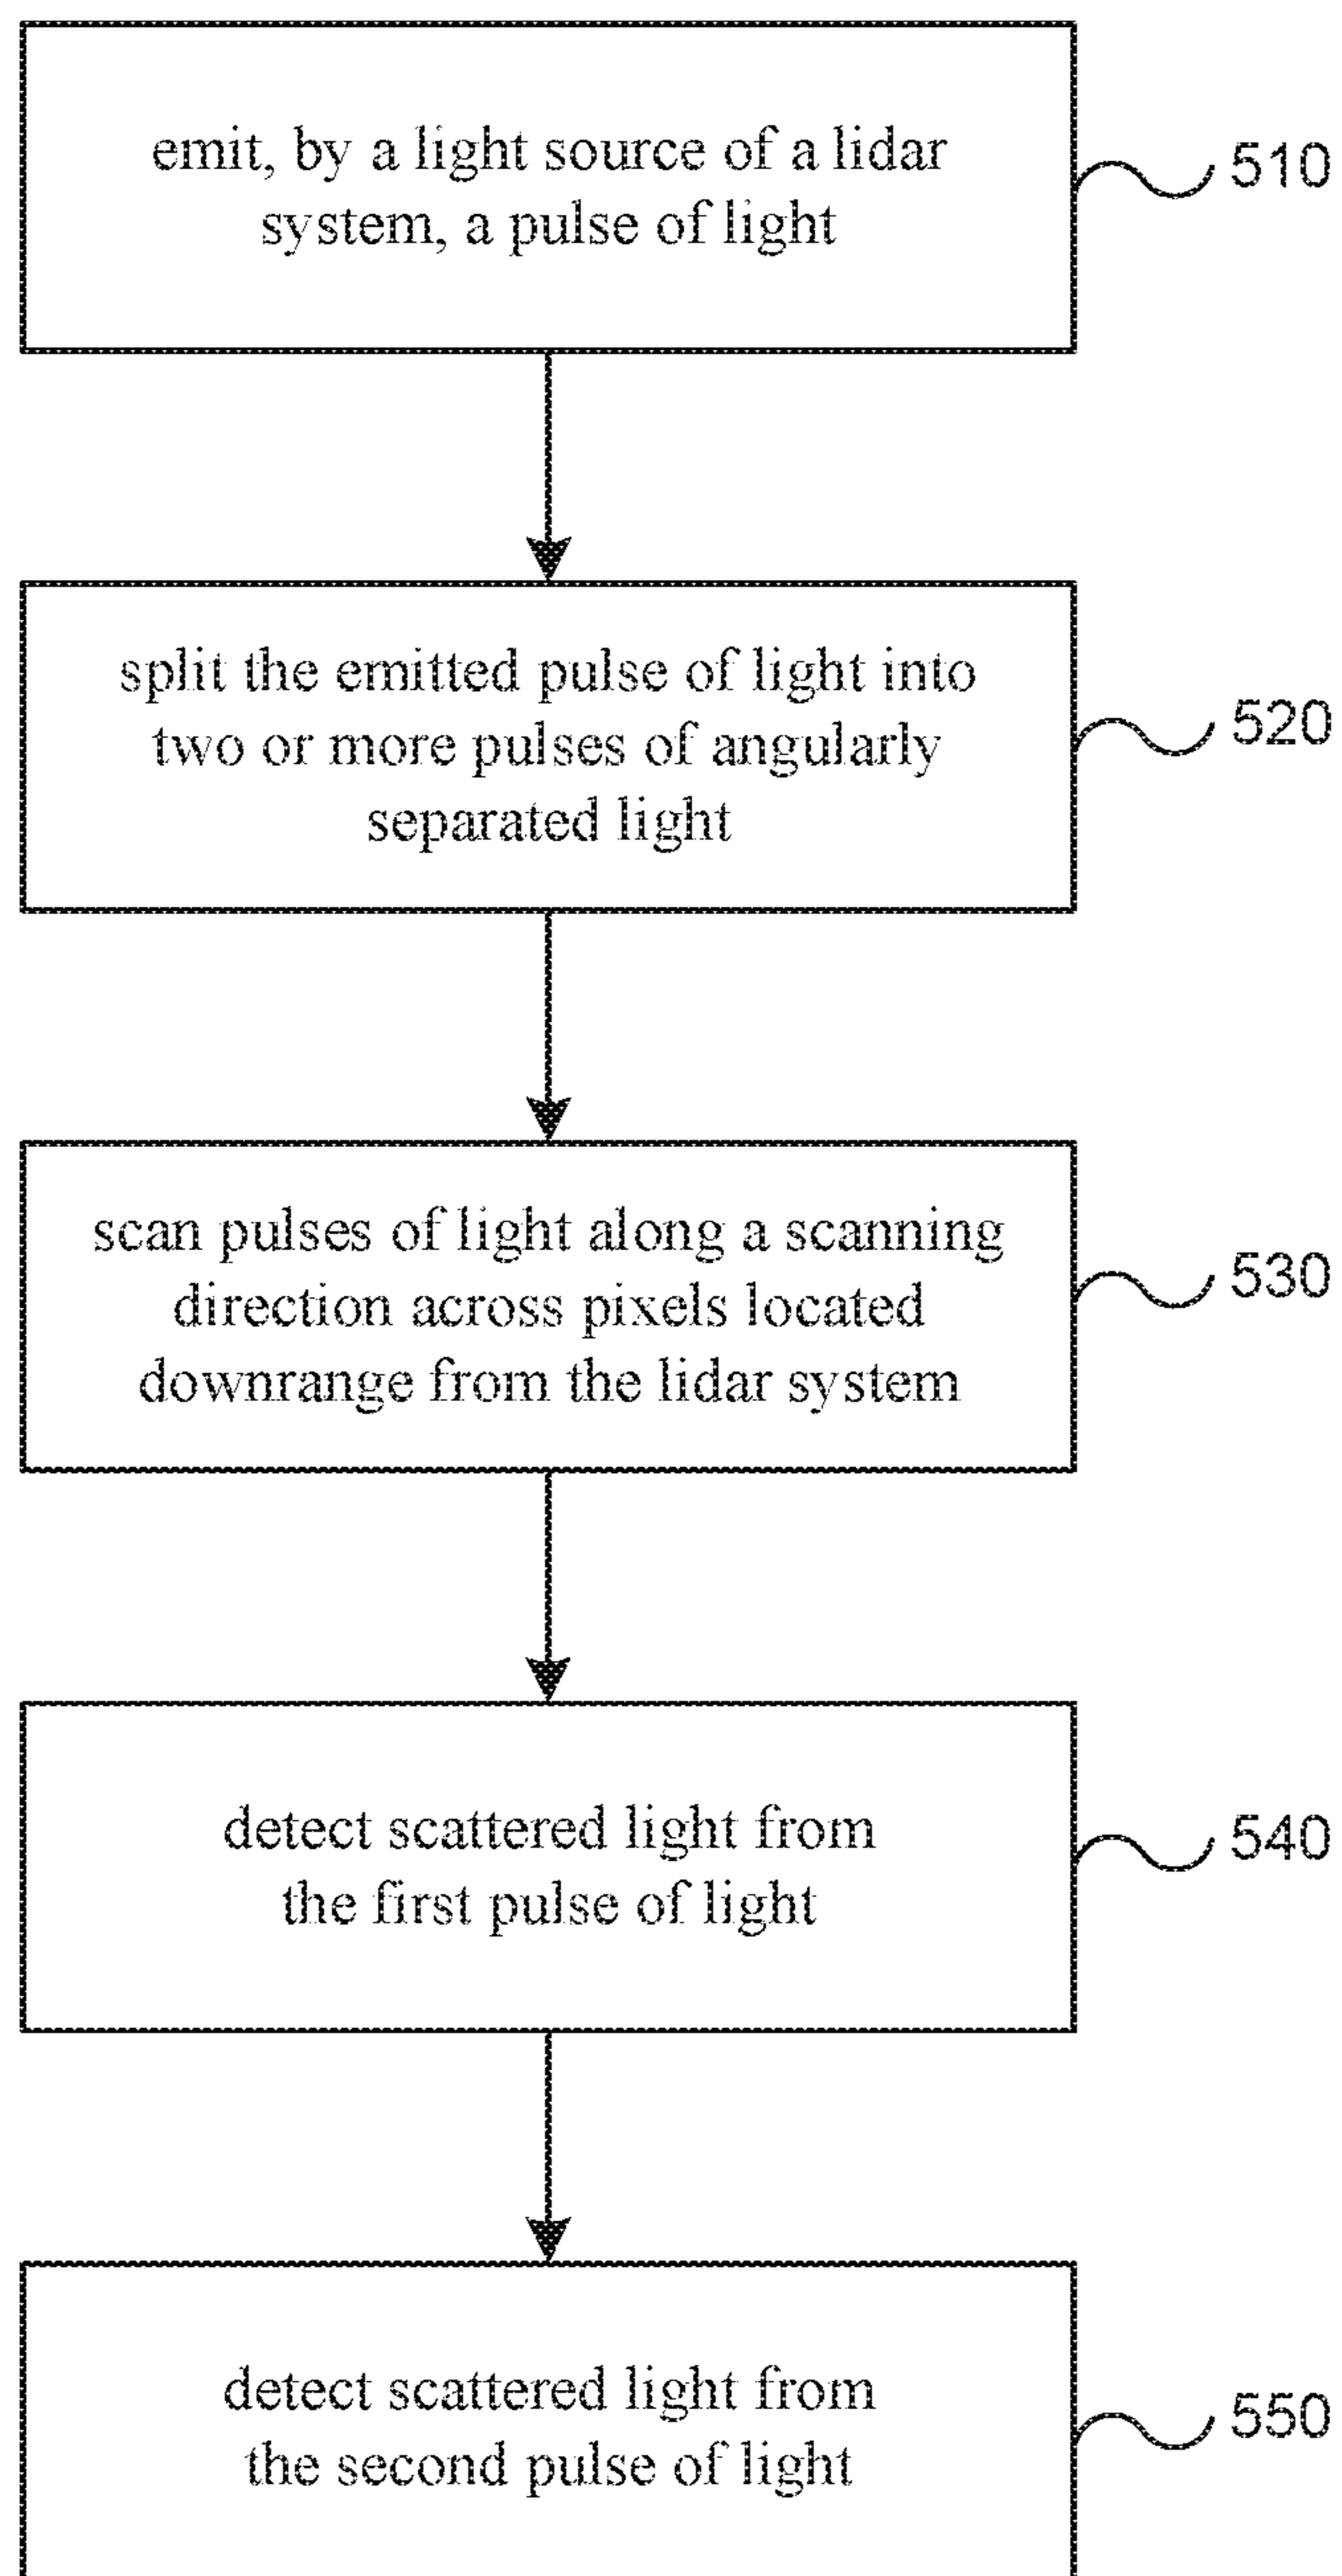 emit, by a light source of a lidar
system, a pulse of light
510
split the emitted pulse of light into
two or more pulses of angularly
separated light
520
scan pulses of light along a scanning
direction across pixels located
downrange from the lidar system
530
detect scattered light from
the first pulse of light
540
detect scattered light from
the second pulse of light
550